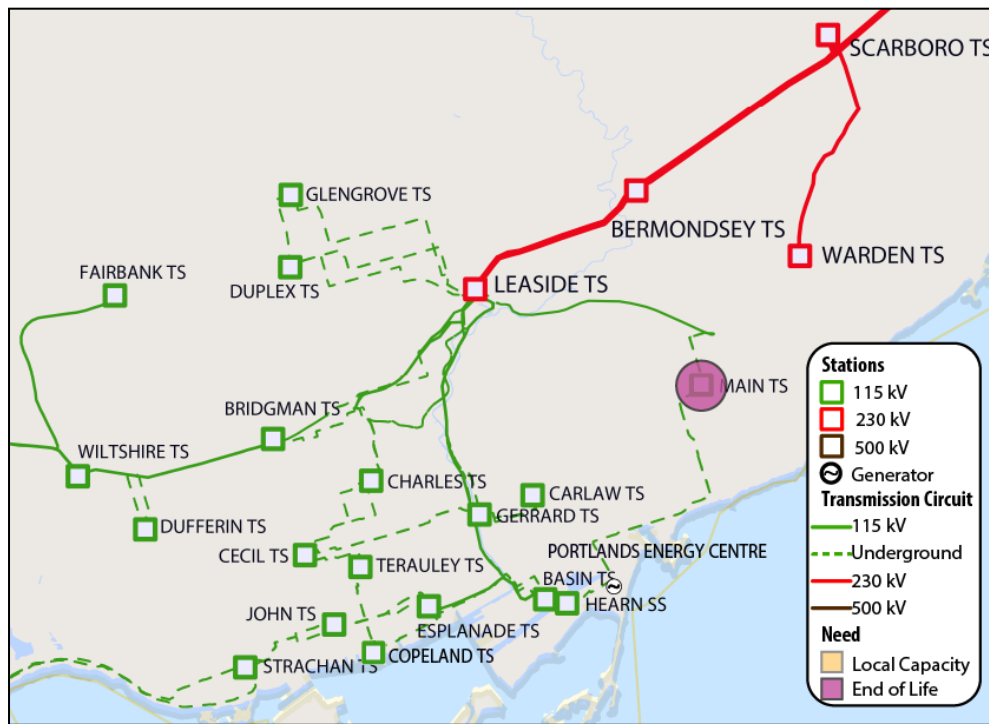 SCARBORO TS
GLENGROVE TS
BERMONDSEY TS
WARDEN TS
FAIRBANK TS
DUPLEX TS
LEASIDE TS
MAIN TS
BRIDGMAN TS
WILTSHIRE TS
CHARLES TS
CARLAW TS
GERRARD TS
DUFFERIN TS
CECIL TS
TERAULEY TS
PORTLANDS ENERGY CENTRE
BASIN TS
HEARN SS
JOHN TS
ESPLANADE TS
COPELAND TS
STRACHAN TS
Stations
115 kV
230 kV
500 kV
Generator
Transmission Circuit
115 kV
Underground
230 kV
500 kV
Need
Local Capacity
End of Life